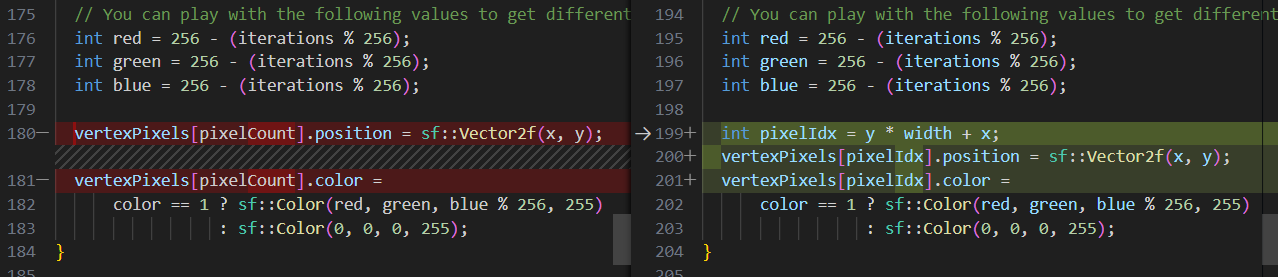 175 // You can play with the following values to get different
176 int red = 256 - (iterations % 256);
177 int green = 256 - (iterations % 256);
178 int blue = 256 - (iterations % 256);
179
180— vertexPixels[pixelCount].position = sf::Vector2f(x, y);
181— vertexPixels[pixelCount].color =
182 color == 1 ? sf::Color(red, green, blue % 256, 255)
183 : sf::Color(0, 0, 0, 255);
184 }
185
194 // You can play with the following values to get different
195 int red = 256 - (iterations % 256);
196 int green = 256 - (iterations % 256);
197 int blue = 256 - (iterations % 256);
198
→199+ int pixelIdx = y * width + x;
200+ vertexPixels[pixelIdx].position = sf::Vector2f(x, y);
201+ vertexPixels[pixelIdx].color =
202 color == 1 ? sf::Color(red, green, blue % 256, 255)
203 : sf::Color(0, 0, 0, 255);
204 }
205